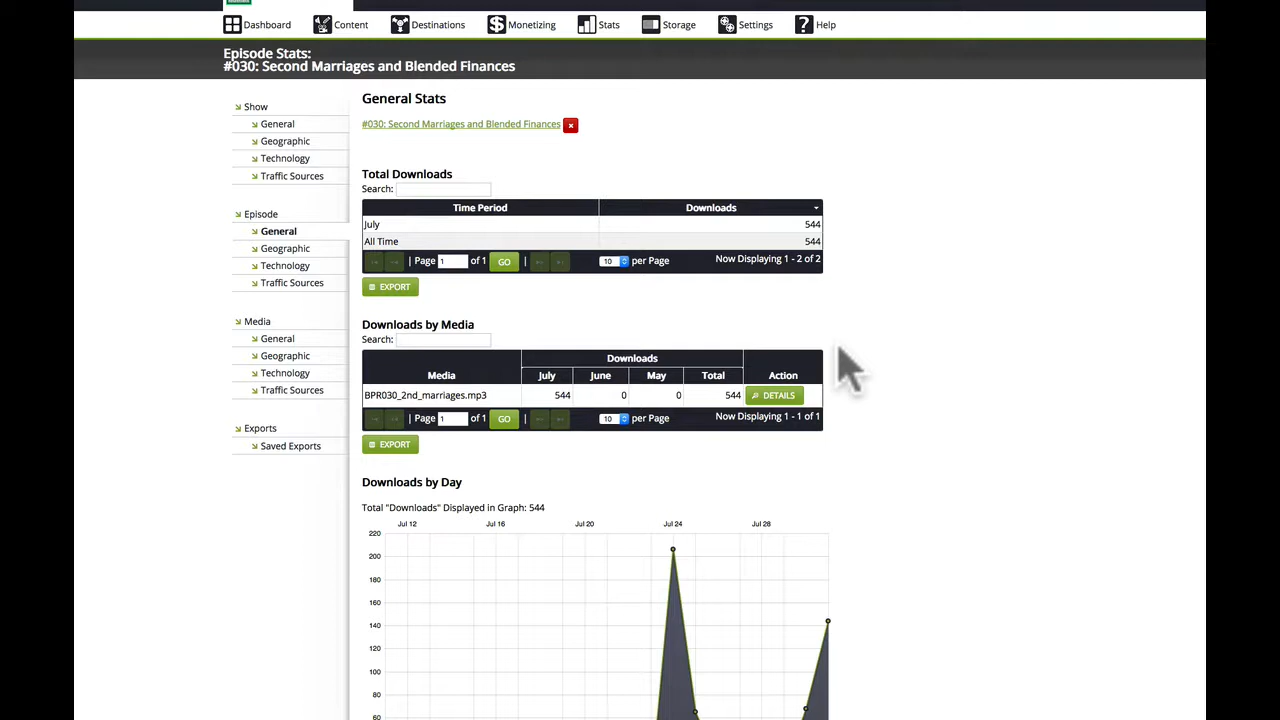 Dashboard Content Destinations Monetizing Stats Storage Settings Help
Episode Stats:
#030: Second Marriages and Blended Finances
Show
General
Geographic
Technology
Traffic Sources
Episode
General
Geographic
Technology
Traffic Sources
Media
General
Geographic
Technology
Traffic Sources
Exports
Saved Exports
General Stats
#030: Second Marriages and Blended Finances
Total Downloads
Search:
Time Period Downloads
July 544
All Time 544
| Page 1 of 1 GO | 10 per Page Now Displaying 1 - 2 of 2
EXPORT
Downloads by Media
Search:
Downloads
Media July June May Total Action
BPR030_2nd_marriages.mp3 544 0 0 544 DETAILS
| Page 1 of 1 GO | 10 per Page Now Displaying 1 - 1 of 1
EXPORT
Downloads by Day
Total "Downloads" Displayed in Graph: 544
Jul 12 Jul 16 Jul 20 Jul 24 Jul 28
220
200
180
160
140
120
100
80
60